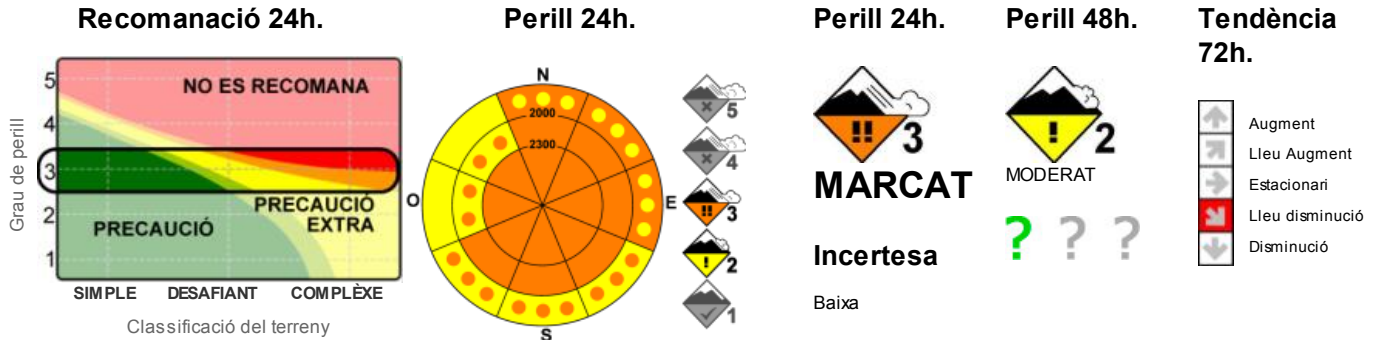 Recomanació 24h.
5
4
3
2
1
Grau de perill
NO ES RECOMANA
PRECAUCIÓ
PRECAUCIÓ
EXTRA
SIMPLE DESAFIANT COMPLÈXE
Classificació del terreny
Perill 24h.
N
2000
2300
O
E
S
5
4
3
2
1
Perill 24h.
!! 3
MARCAT
Incertesa
Baixa
Perill 48h.
! 2
MODERAT
? ? ?
Tendència
72h.
Augment
Lleu Augment
Estacionari
Lleu disminució
Disminució